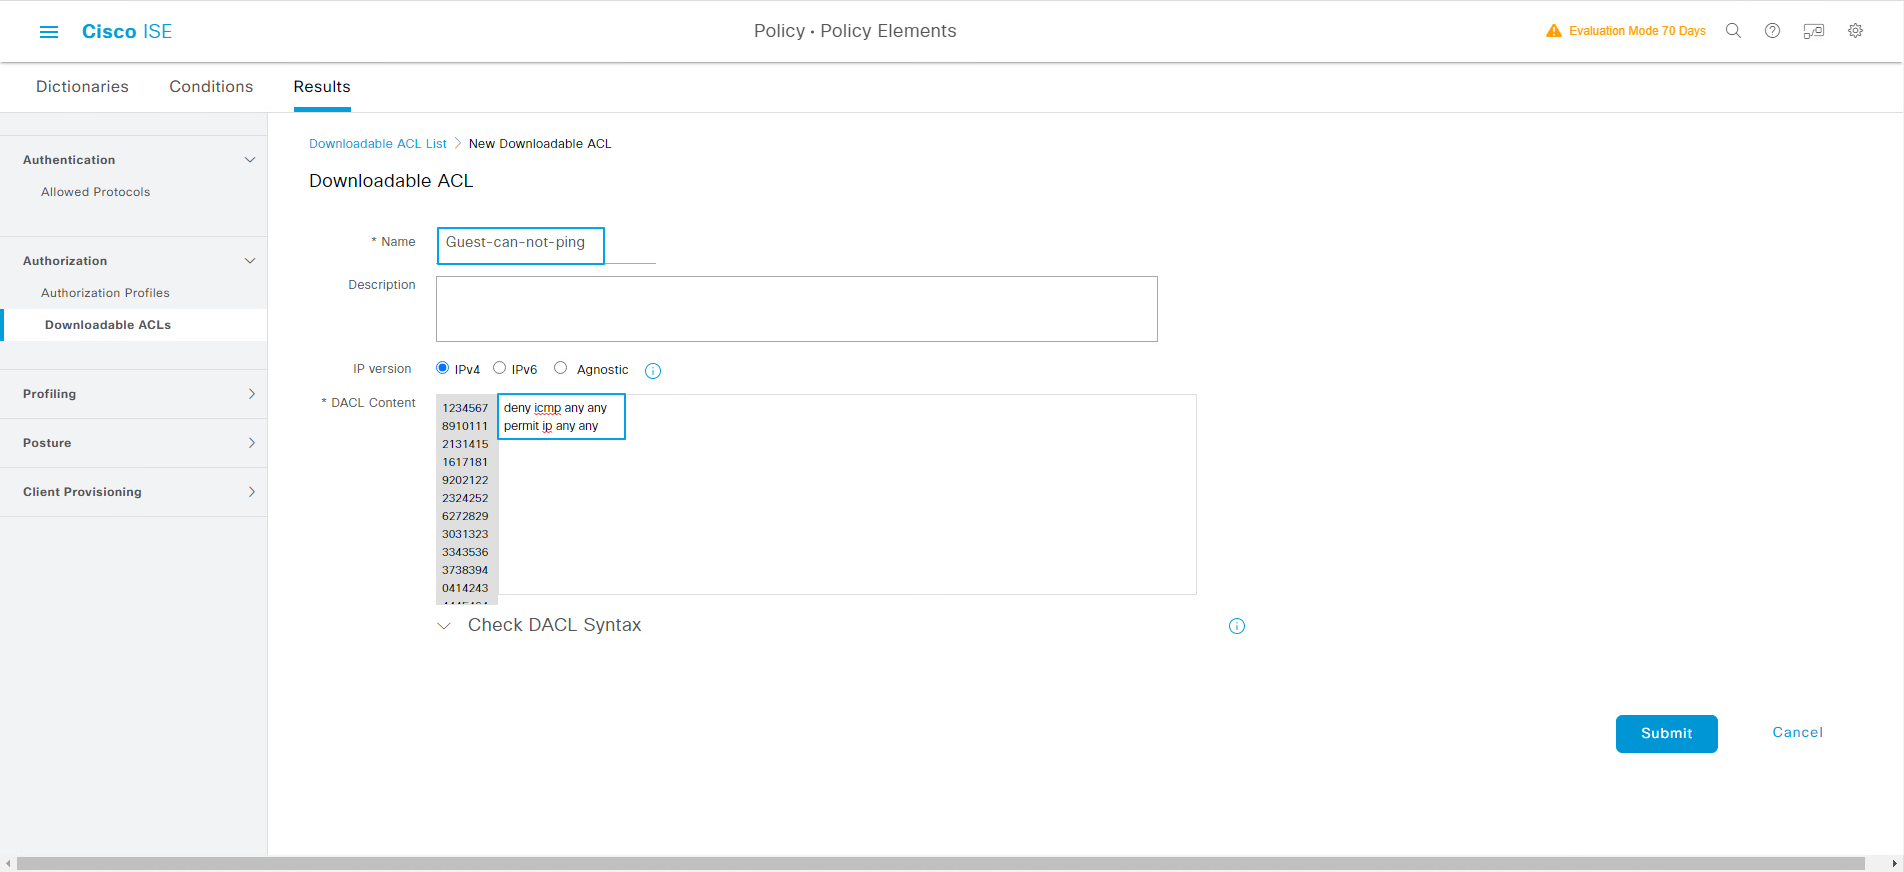 Cisco ISE
Policy • Policy Elements
Evaluation Mode 70 Days
Dictionaries
Conditions
Results
Authentication
Allowed Protocols
Authorization
Authorization Profiles
Downloadable ACLs
Profiling
Posture
Client Provisioning
Downloadable ACL List
New Downloadable ACL
Downloadable ACL
* Name
Guest-can-not-ping
Description
IP version
IPv4
IPv6
Agnostic
* DACL Content
1234567
deny icmp any any
8910111
permit ip any any
2131415
1617181
9202122
2324252
6272829
3031323
3343536
3738394
0414243
Check DACL Syntax
Submit
Cancel